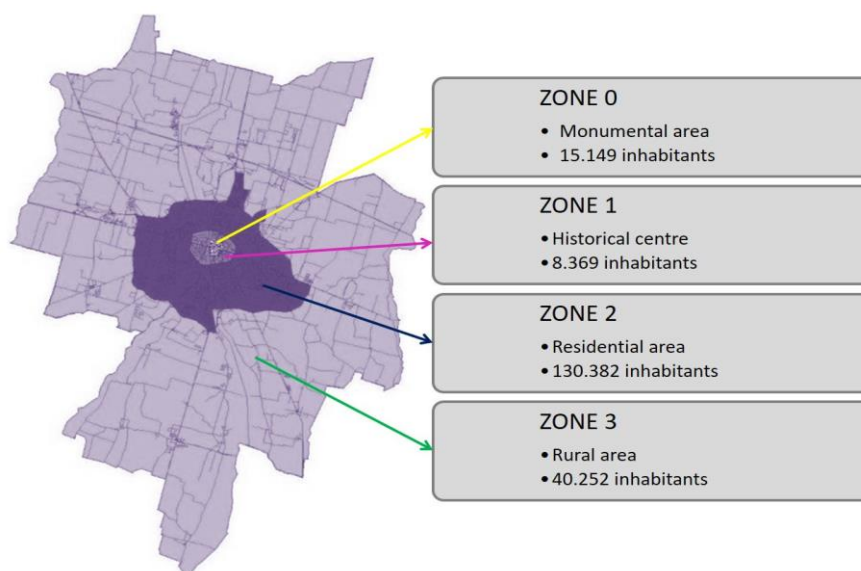 ZONE 0
• Monumental area
• 15.149 inhabitants
ZONE 1
• Historical centre
• 8.369 inhabitants
ZONE 2
• Residential area
• 130.382 inhabitants
ZONE 3
• Rural area
• 40.252 inhabitants